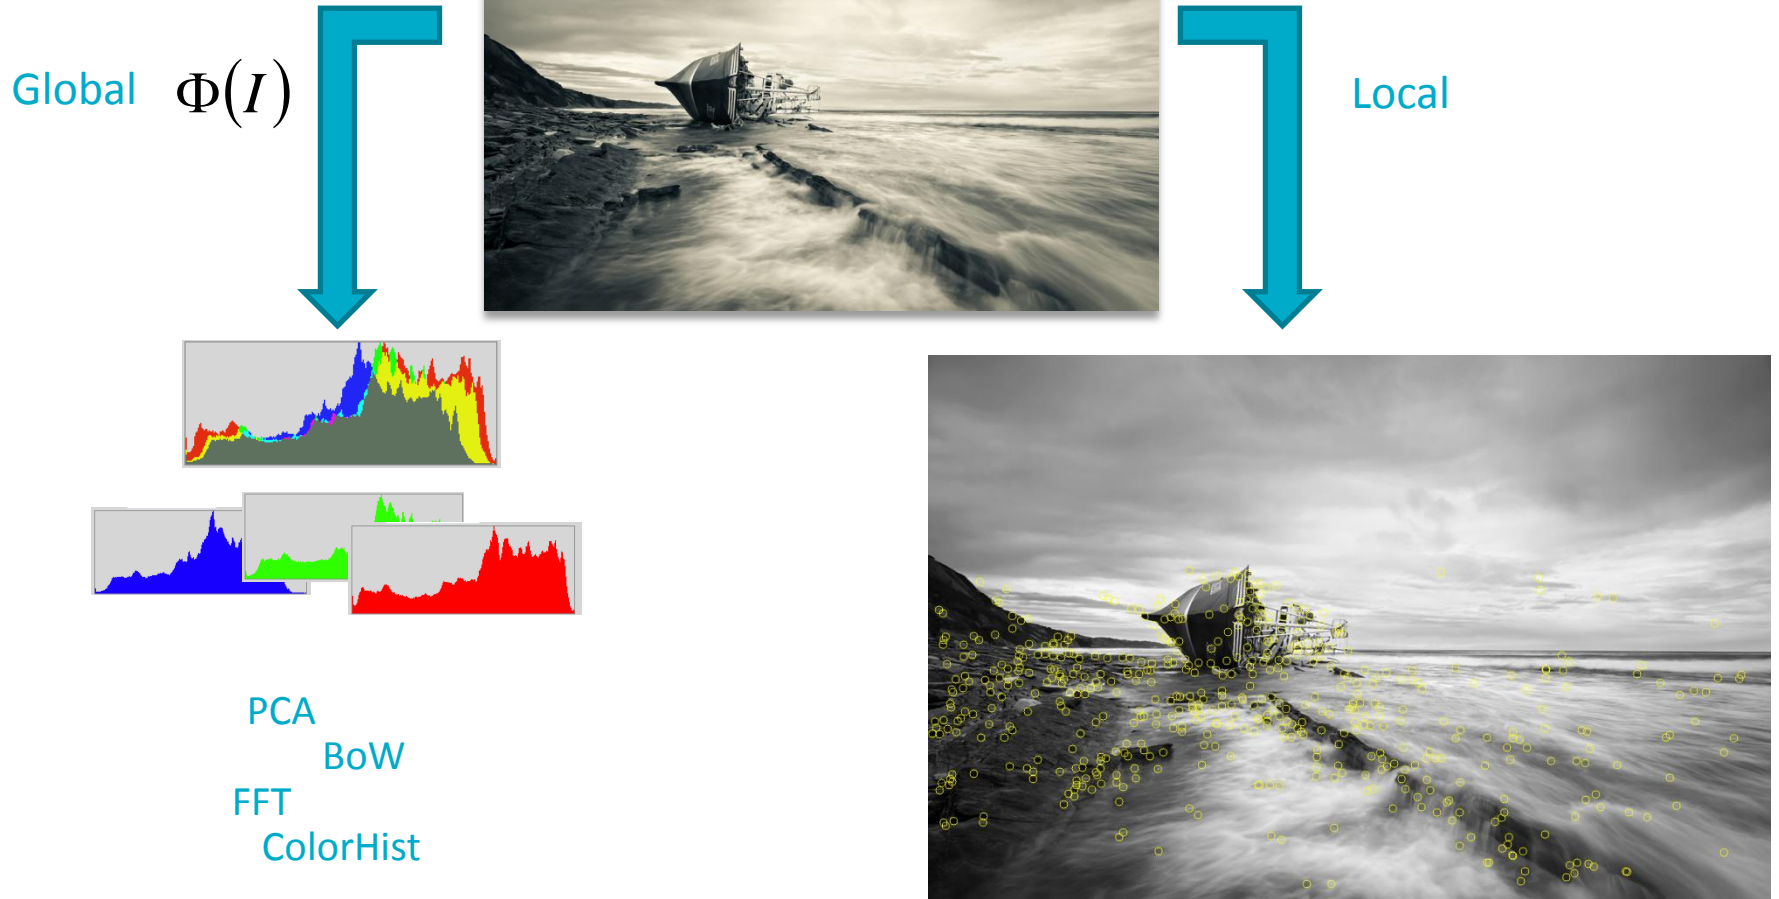 Global Φ(I)
Local
PCA
BoW
FFT
ColorHist